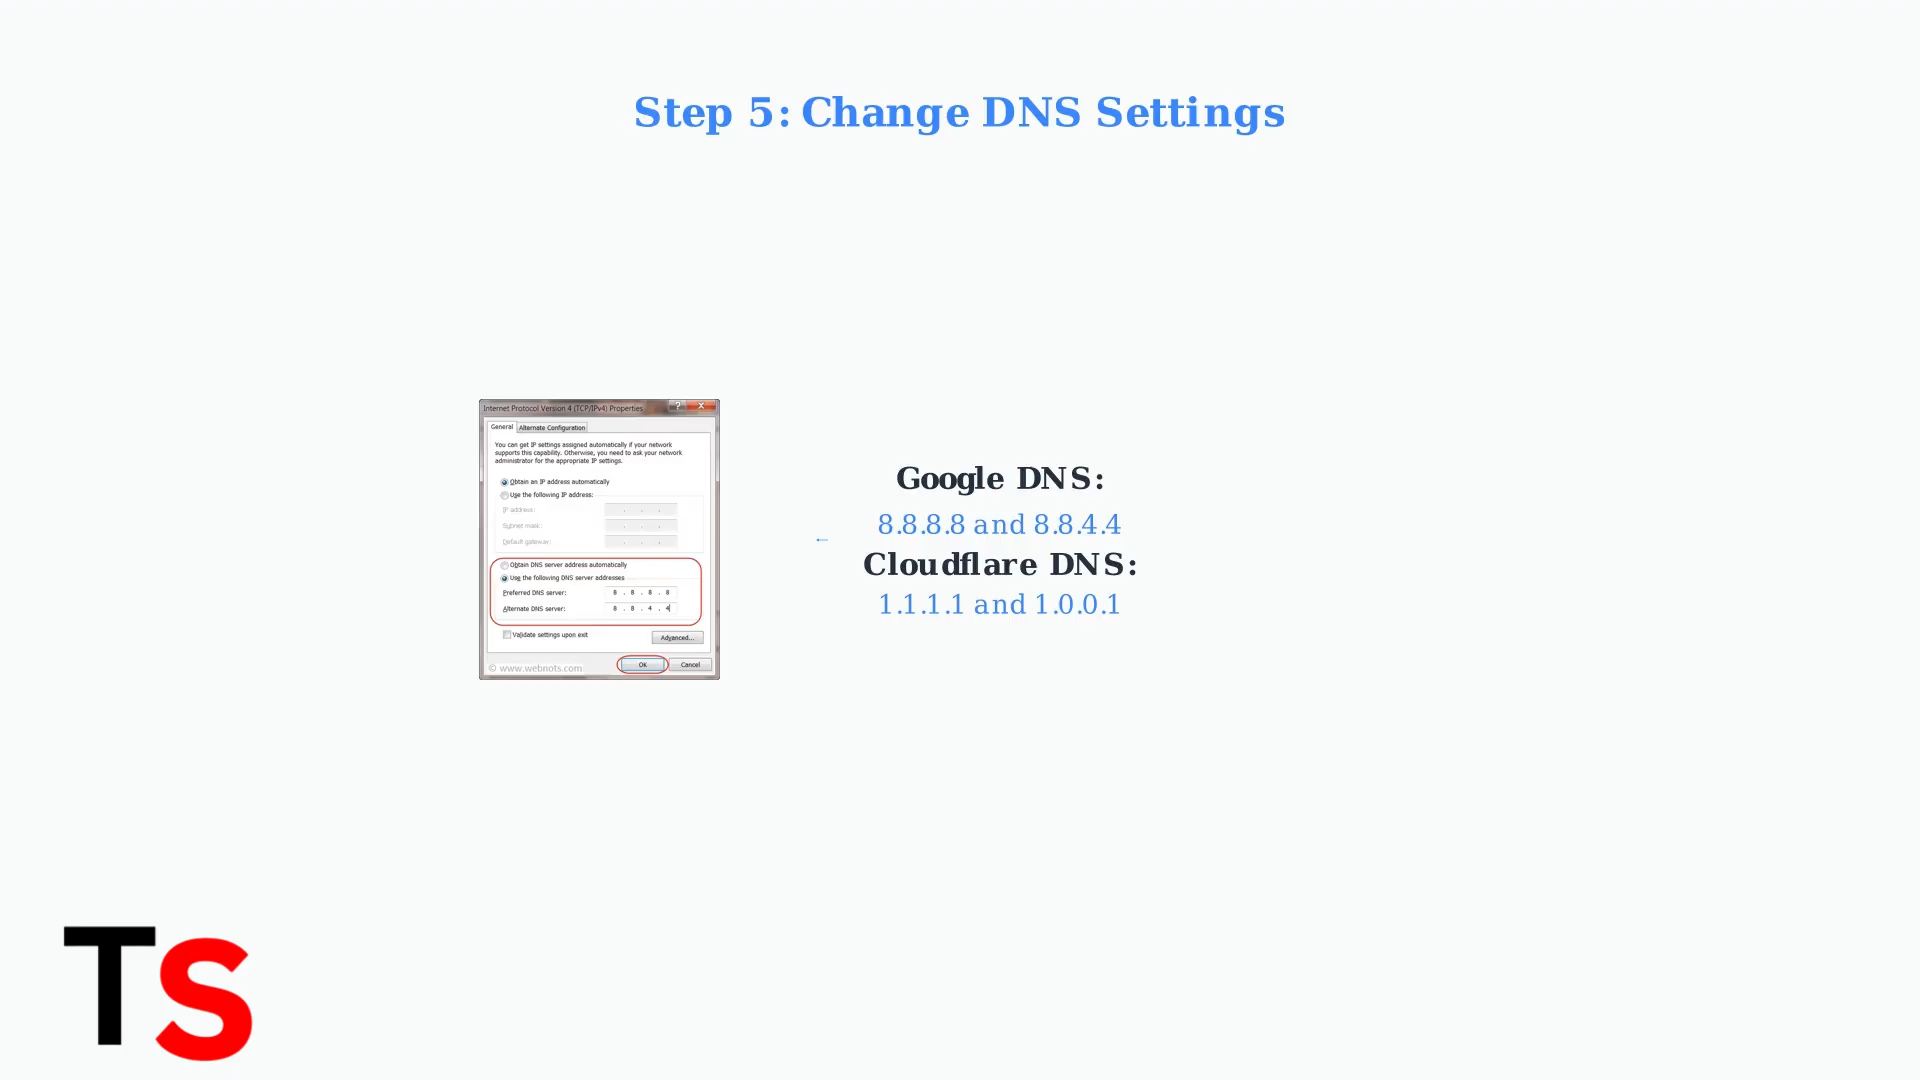 Step 5: Change DNS Settings
Internet Protocol Version 4 (TCP/IPv4) Properties
General
Alternate Configuration
You can get IP settings assigned automatically if your network
supports this capability. Otherwise, you need to ask your network
administrator for the appropriate IP settings.
Obtain an IP address automatically
Use the following IP address:
IP address:
Subnet mask:
Default gateway:
Obtain DNS server address automatically
Use the following DNS server addresses
Preferred DNS server: 8 . 8 . 8 . 8
Alternate DNS server: 8 . 8 . 4 . 4
Validate settings upon exit
Advanced...
OK
Cancel
© www.webnots.com
←
Google DNS:
8.8.8.8 and 8.8.4.4
Cloudflare DNS:
1.1.1.1 and 1.0.0.1
TS